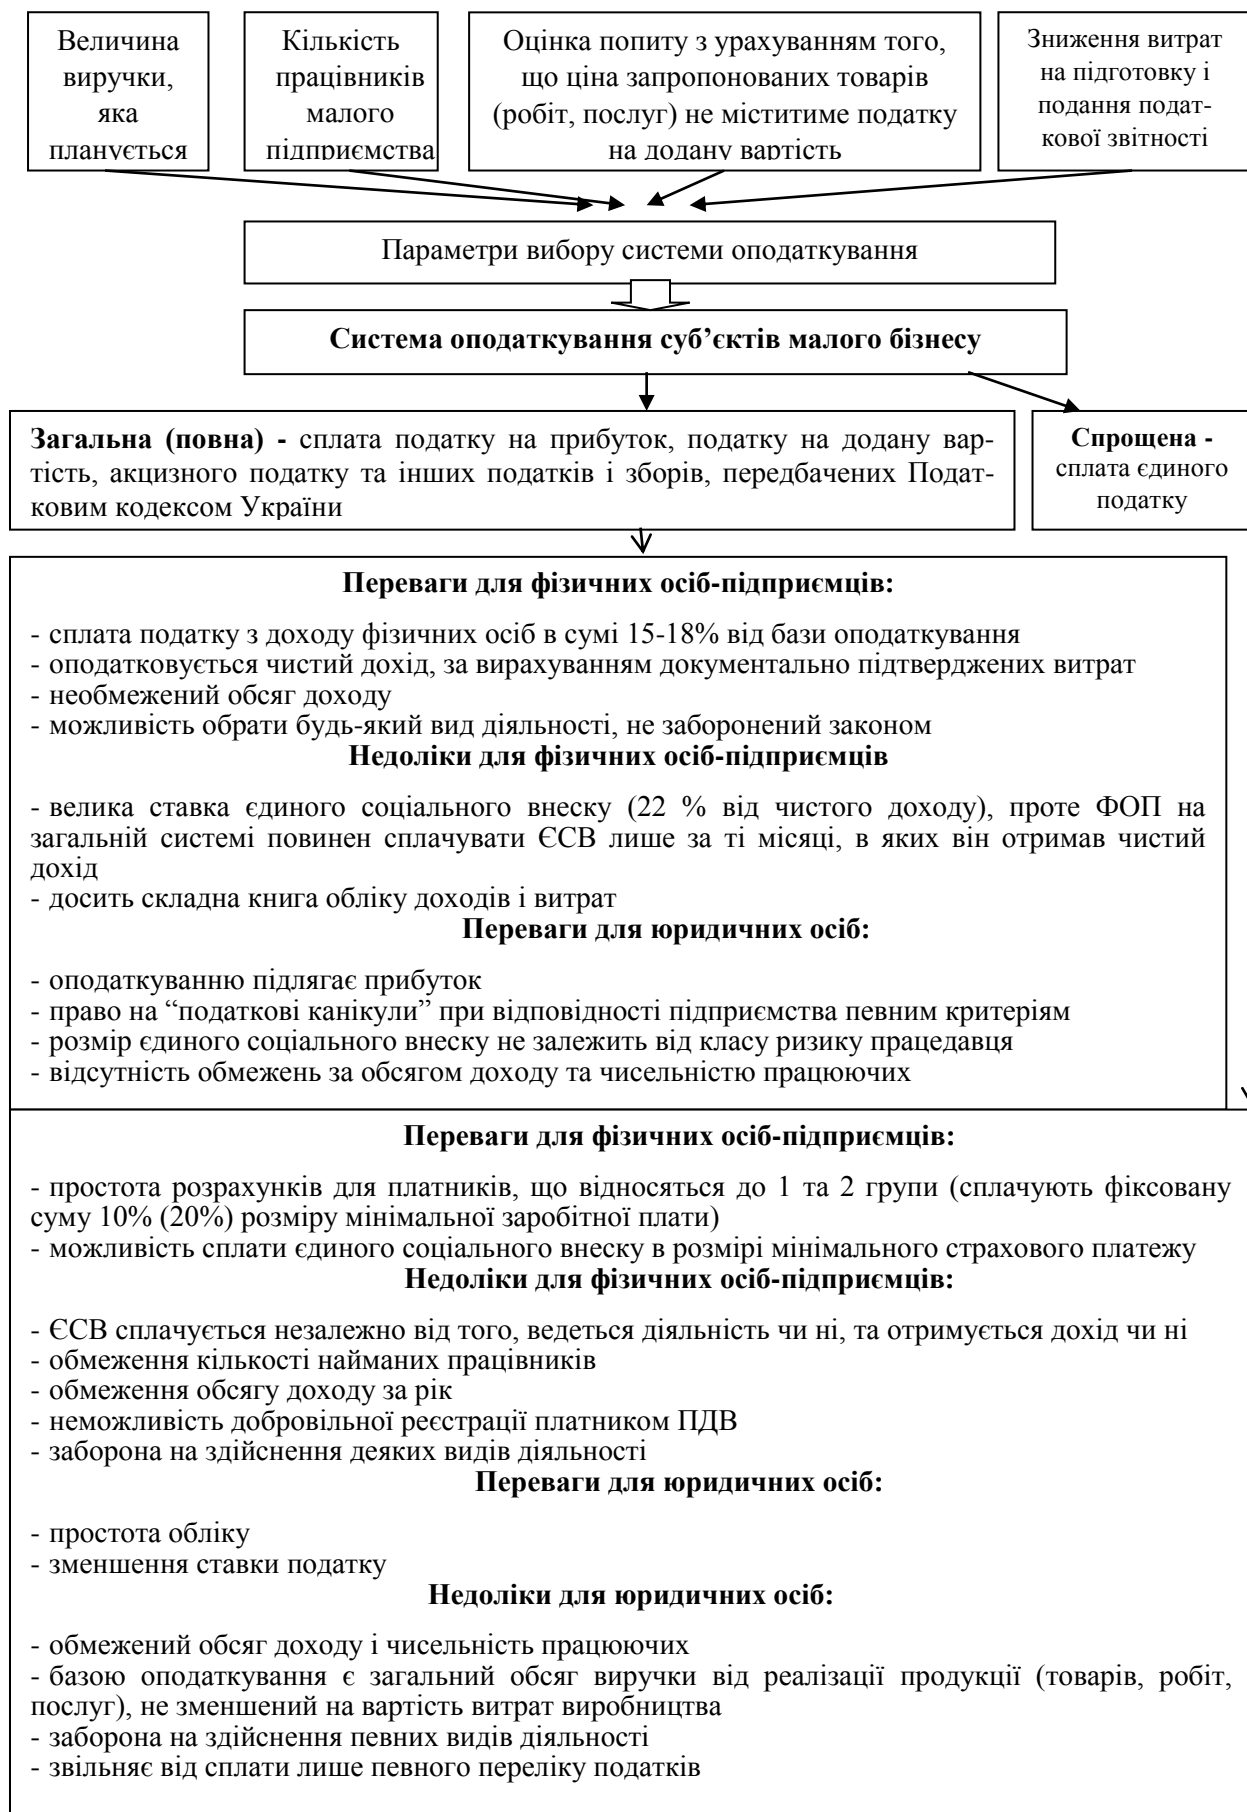 Величина
виручки,
яка
планується
Кількість
працівників
малого
підприємства
Оцінка попиту з урахуванням того,
що ціна запропонованих товарів
(робіт, послуг) не міститиме податку
на додану вартість
Зниження витрат
на підготовку і
подання подат-
кової звітності
Параметри вибору системи оподаткування
Система оподаткування суб’єктів малого бізнесу
Загальна (повна) - сплата податку на прибуток, податку на додану вар-
тість, акцизного податку та інших податків і зборів, передбачених Подат-
ковим кодексом України
Спрощена -
сплата єдиного
податку
Переваги для фізичних осіб-підприємців:
- сплата податку з доходу фізичних осіб в сумі 15-18% від бази оподаткування
- оподатковується чистий дохід, за вирахуванням документально підтверджених витрат
- необмежений обсяг доходу
- можливість обрати будь-який вид діяльності, не заборонений законом
Недоліки для фізичних осіб-підприємців
- велика ставка єдиного соціального внеску (22 % від чистого доходу), проте ФОП на
загальній системі повинен сплачувати ЄСВ лише за ті місяці, в яких він отримав чистий
дохід
- досить складна книга обліку доходів і витрат
Переваги для юридичних осіб:
- оподаткуванню підлягає прибуток
- право на “податкові канікули” при відповідності підприємства певним критеріям
- розмір єдиного соціального внеску не залежить від класу ризику працедавця
- відсутність обмежень за обсягом доходу та чисельністю працюючих
Переваги для фізичних осіб-підприємців:
- простота розрахунків для платників, що відносяться до 1 та 2 групи (сплачують фіксовану
суму 10% (20%) розміру мінімальної заробітної плати)
- можливість сплати єдиного соціального внеску в розмірі мінімального страхового платежу
Недоліки для фізичних осіб-підприємців:
- ЄСВ сплачується незалежно від того, ведеться діяльність чи ні, та отримується дохід чи ні
- обмеження кількості найманих працівників
- обмеження обсягу доходу за рік
- неможливість добровільної реєстрації платником ПДВ
- заборона на здійснення деяких видів діяльності
Переваги для юридичних осіб:
- простота обліку
- зменшення ставки податку
Недоліки для юридичних осіб:
- обмежений обсяг доходу і чисельність працюючих
- базою оподаткування є загальний обсяг виручки від реалізації продукції (товарів, робіт,
послуг), не зменшений на вартість витрат виробництва
- заборона на здійснення певних видів діяльності
- звільняє від сплати лише певного переліку податків